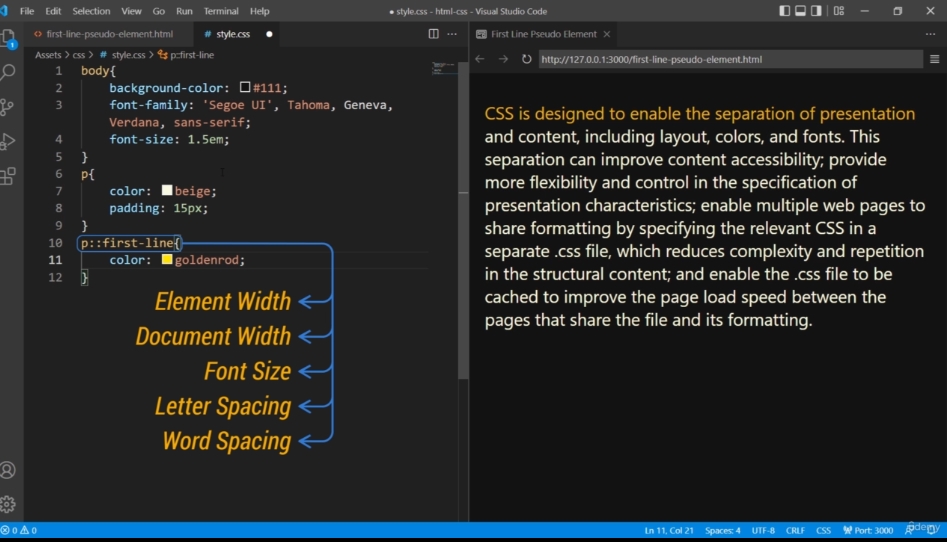 File Edit Selection View Go Run Terminal Help
● style.css - html-css - Visual Studio Code
first-line-pseudo-element.html
# style.css ●
Assets > css > # style.css > p::first-line
1 body{
2 background-color: #111;
3 font-family: 'Segoe UI', Tahoma, Geneva,
Verdana, sans-serif;
4 font-size: 1.5em;
5 }
6 p{
7 color: beige;
8 padding: 15px;
9 }
10 p::first-line{
11 color: goldenrod;
12 }
Element Width
Document Width
Font Size
Letter Spacing
Word Spacing
First Line Pseudo Element
http://127.0.0.1:3000/first-line-pseudo-element.html
CSS is designed to enable the separation of presentation
and content, including layout, colors, and fonts. This
separation can improve content accessibility; provide
more flexibility and control in the specification of
presentation characteristics; enable multiple web pages to
share formatting by specifying the relevant CSS in a
separate .css file, which reduces complexity and repetition
in the structural content; and enable the .css file to be
cached to improve the page load speed between the
pages that share the file and its formatting.
1
0 0
Ln 11, Col 21 Spaces: 4 UTF-8 CRLF CSS Port: 3000
Udemy